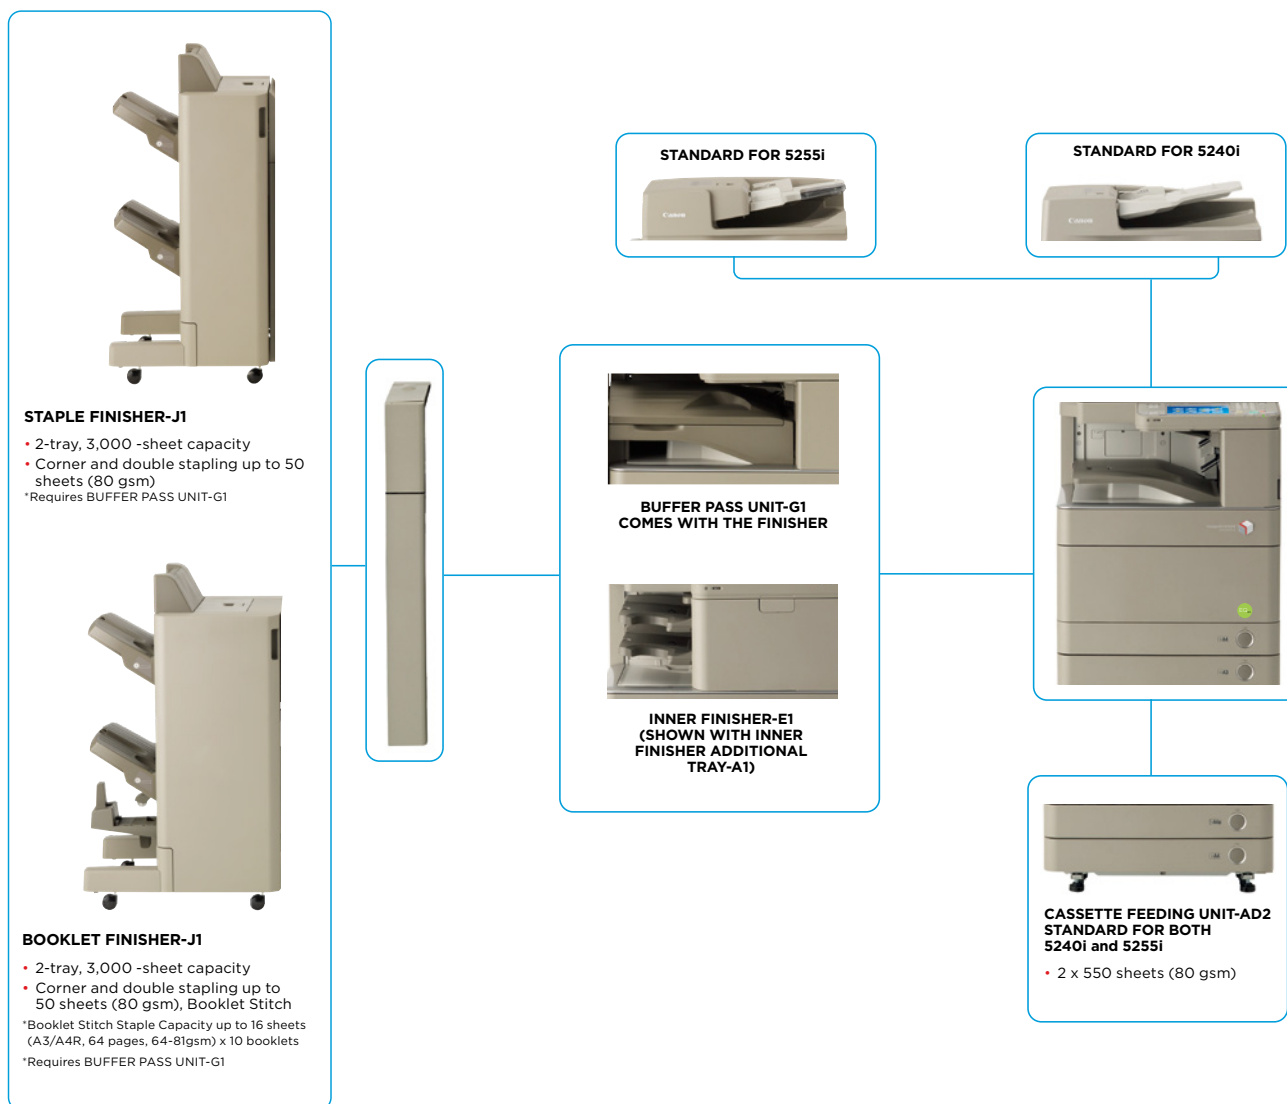 STANDARD FOR 5255i
Canon
STANDARD FOR 5240i
Canon
STAPLE FINISHER-J1
• 2-tray, 3,000 -sheet capacity
• Corner and double stapling up to 50
sheets (80 gsm)
*Requires BUFFER PASS UNIT-G1
BUFFER PASS UNIT-G1
COMES WITH THE FINISHER
INNER FINISHER-E1
(SHOWN WITH INNER
FINISHER ADDITIONAL
TRAY-A1)
BOOKLET FINISHER-J1
• 2-tray, 3,000 -sheet capacity
• Corner and double stapling up to
50 sheets (80 gsm), Booklet Stitch
*Booklet Stitch Staple Capacity up to 16 sheets
(A3/A4R, 64 pages, 64-81gsm) x 10 booklets
*Requires BUFFER PASS UNIT-G1
CASSETTE FEEDING UNIT-AD2
STANDARD FOR BOTH
5240i and 5255i
• 2 x 550 sheets (80 gsm)